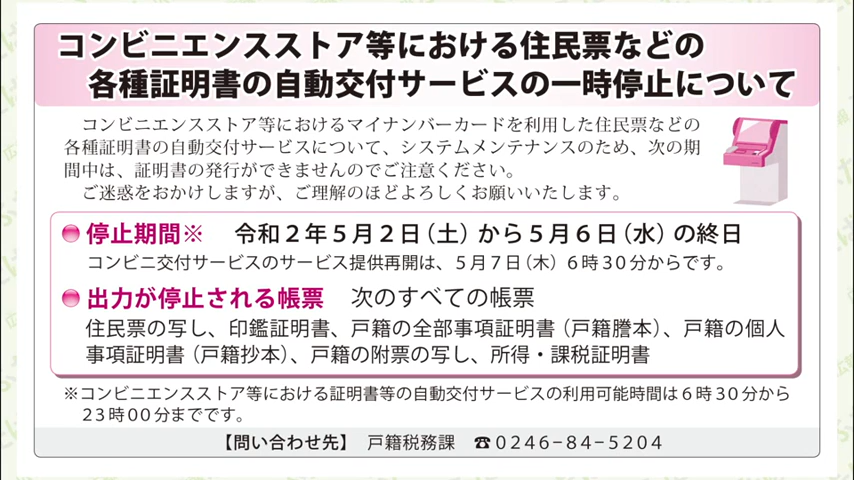 コンビニエンスストア等における住民票などの
各種証明書の自動交付サービスの一時停止について
コンビニエンスストア等におけるマイナンバーカードを利用した住民票などの
各種証明書の自動交付サービスについて、システムメンテナンスのため、次の期
間中は、証明書の発行ができませんのでご注意ください。
ご迷惑をおかけしますが、ご理解のほどよろしくお願いいたします。
停止期間※ 令和２年５月２日（土）から５月６日（水）の終日
コンビニ交付サービスのサービス提供再開は、５月７日（木）６時３０分からです。
出力が停止される帳票 次のすべての帳票
住民票の写し、印鑑証明書、戸籍の全部事項証明書（戸籍謄本）、戸籍の個人
事項証明書（戸籍抄本）、戸籍の附票の写し、所得・課税証明書
※コンビニエンスストア等における証明書等の自動交付サービスの利用可能時間は６時３０分から
２３時００分までです。
【問い合わせ先】 戸籍税務課 ☎０２４６−８４−５２０４